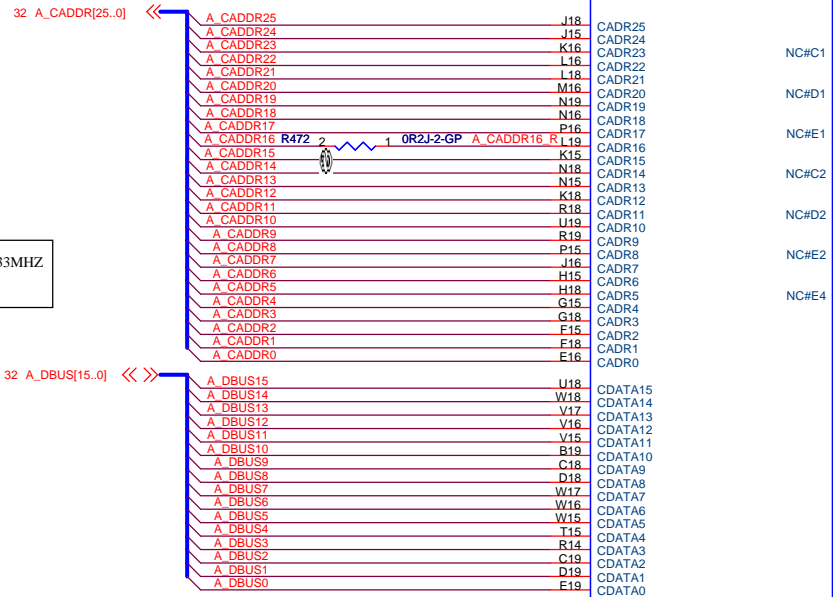 32 A_CADDR[25..0]
A_CADDR25 J18 CADR25
A_CADDR24 J15 CADR24
A_CADDR23 K16 CADR23 NC#C1
A_CADDR22 L16 CADR22
A_CADDR21 L18 CADR21
A_CADDR20 M16 CADR20 NC#D1
A_CADDR19 N19 CADR19
A_CADDR18 N16 CADR18
A_CADDR17 P16 CADR17 NC#E1
A_CADDR16 R472 2 1 0R2J-2-GP A_CADDR16_R L19 CADR16
A_CADDR15 K15 CADR15
A_CADDR14 N18 CADR14 NC#C2
A_CADDR13 N15 CADR13
A_CADDR12 K18 CADR12
A_CADDR11 R18 CADR11 NC#D2
A_CADDR10 U19 CADR10
A_CADDR9 R19 CADR9
A_CADDR8 P15 CADR8 NC#E2
33MHZ
A_CADDR7 J16 CADR7
A_CADDR6 H15 CADR6
A_CADDR5 H18 CADR5 NC#E4
A_CADDR4 G15 CADR4
A_CADDR3 G18 CADR3
A_CADDR2 F15 CADR2
A_CADDR1 F18 CADR1
A_CADDR0 E16 CADR0
32 A_DBUS[15..0]
A_DBUS15 U18 CDATA15
A_DBUS14 W18 CDATA14
A_DBUS13 V17 CDATA13
A_DBUS12 V16 CDATA12
A_DBUS11 V15 CDATA11
A_DBUS10 B19 CDATA10
A_DBUS9 C18 CDATA9
A_DBUS8 D18 CDATA8
A_DBUS7 W17 CDATA7
A_DBUS6 W16 CDATA6
A_DBUS5 W15 CDATA5
A_DBUS4 T15 CDATA4
A_DBUS3 R14 CDATA3
A_DBUS2 C19 CDATA2
A_DBUS1 D19 CDATA1
A_DBUS0 E19 CDATA0